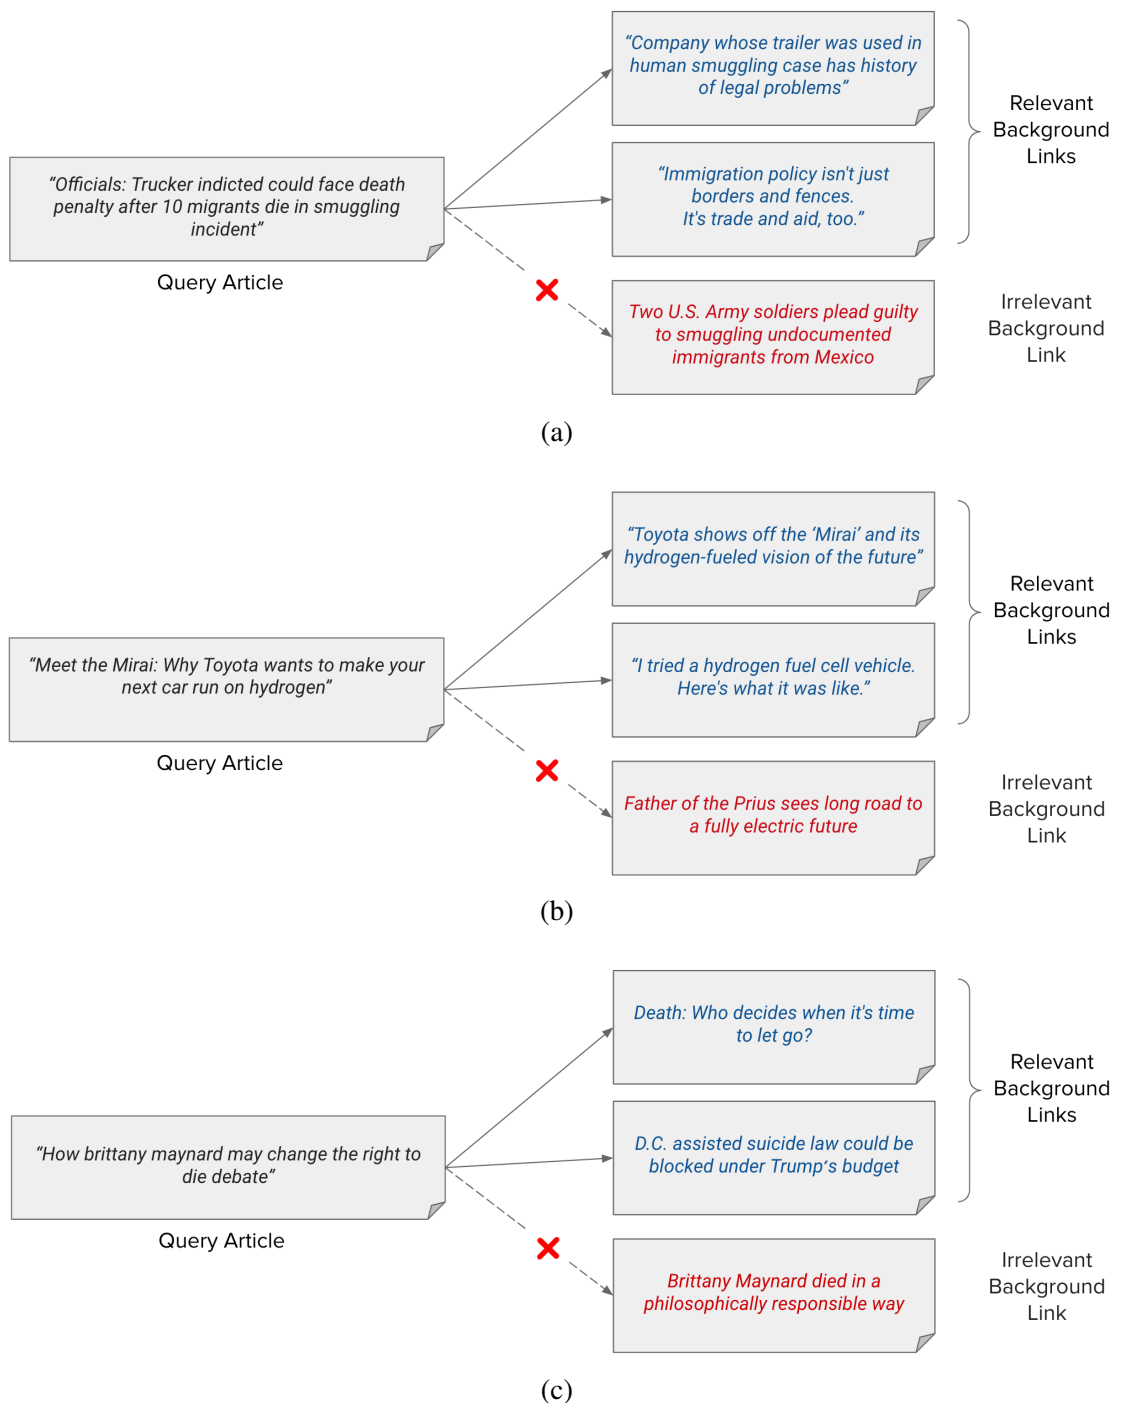 “Company whose trailer was used in
human smuggling case has history
of legal problems”
Relevant
Background
Links
“Officials: Trucker indicted could face death
penalty after 10 migrants die in smuggling
incident”
Query Article
“Immigration policy isn't just
borders and fences.
It's trade and aid, too.”
Two U.S. Army soldiers plead guilty
to smuggling undocumented
immigrants from Mexico
Irrelevant
Background
Link
(a)
“Toyota shows off the ‘Mirai’ and its
hydrogen-fueled vision of the future”
Relevant
Background
Links
“Meet the Mirai: Why Toyota wants to make your
next car run on hydrogen”
Query Article
“I tried a hydrogen fuel cell vehicle.
Here's what it was like.”
Father of the Prius sees long road to
a fully electric future
Irrelevant
Background
Link
(b)
Death: Who decides when it's time
to let go?
Relevant
Background
Links
“How brittany maynard may change the right to
die debate”
Query Article
D.C. assisted suicide law could be
blocked under Trump‘s budget
Brittany Maynard died in a
philosophically responsible way
Irrelevant
Background
Link
(c)